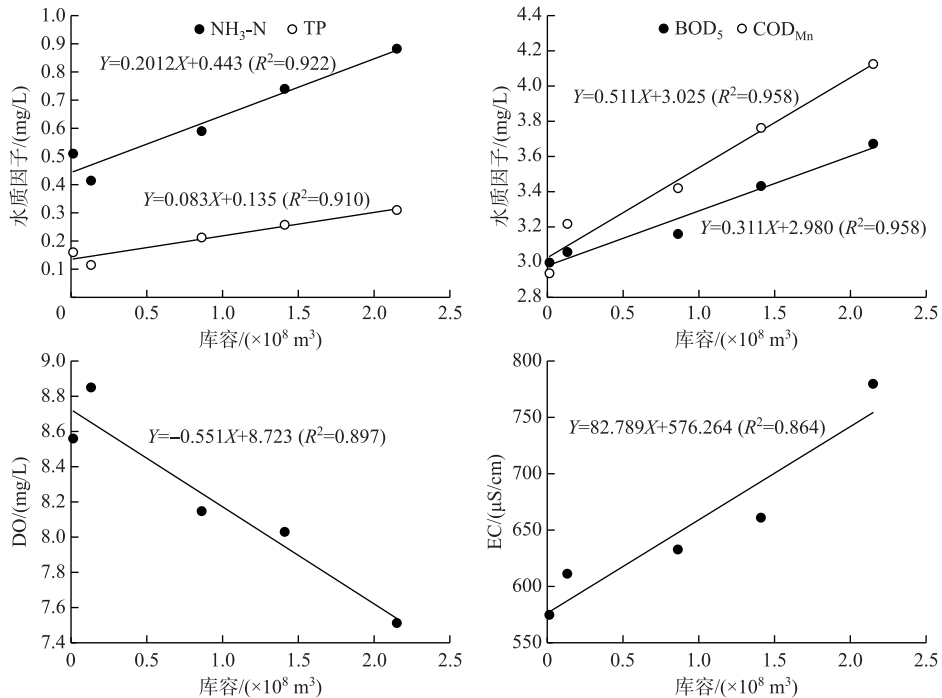 NH₃-N TP
Y=0.2012X+0.443 (R²=0.922)
Y=0.083X+0.135 (R²=0.910)
水质因子/(mg/L)
1.0
0.9
0.8
0.7
0.6
0.5
0.4
0.3
0.2
0.1
0 0.5 1.0 1.5 2.0 2.5
库容/(×10⁸ m³)
BOD₅ COD_Mn
Y=0.511X+3.025 (R²=0.958)
Y=0.311X+2.980 (R²=0.958)
水质因子/(mg/L)
4.4
4.2
4.0
3.8
3.6
3.4
3.2
3.0
2.8
0 0.5 1.0 1.5 2.0 2.5
库容/(×10⁸ m³)
Y=−0.551X+8.723 (R²=0.897)
DO/(mg/L)
9.0
8.8
8.6
8.4
8.2
8.0
7.8
7.6
7.4
0 0.5 1.0 1.5 2.0 2.5
库容/(×10⁸ m³)
Y=82.789X+576.264 (R²=0.864)
EC/(μS/cm)
800
750
700
650
600
550
0 0.5 1.0 1.5 2.0 2.5
库容/(×10⁸ m³)